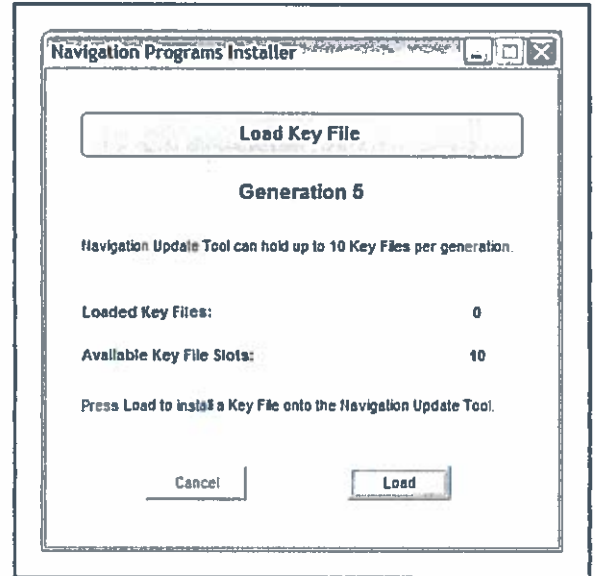 Navigation Programs Installer
Load Key File
Generation 5
Navigation Update Tool can hold up to 10 Key Files per generation.
Loaded Key Files: 0
Available Key File Slots: 10
Press Load to install a Key File onto the Navigation Update Tool.
Cancel Load